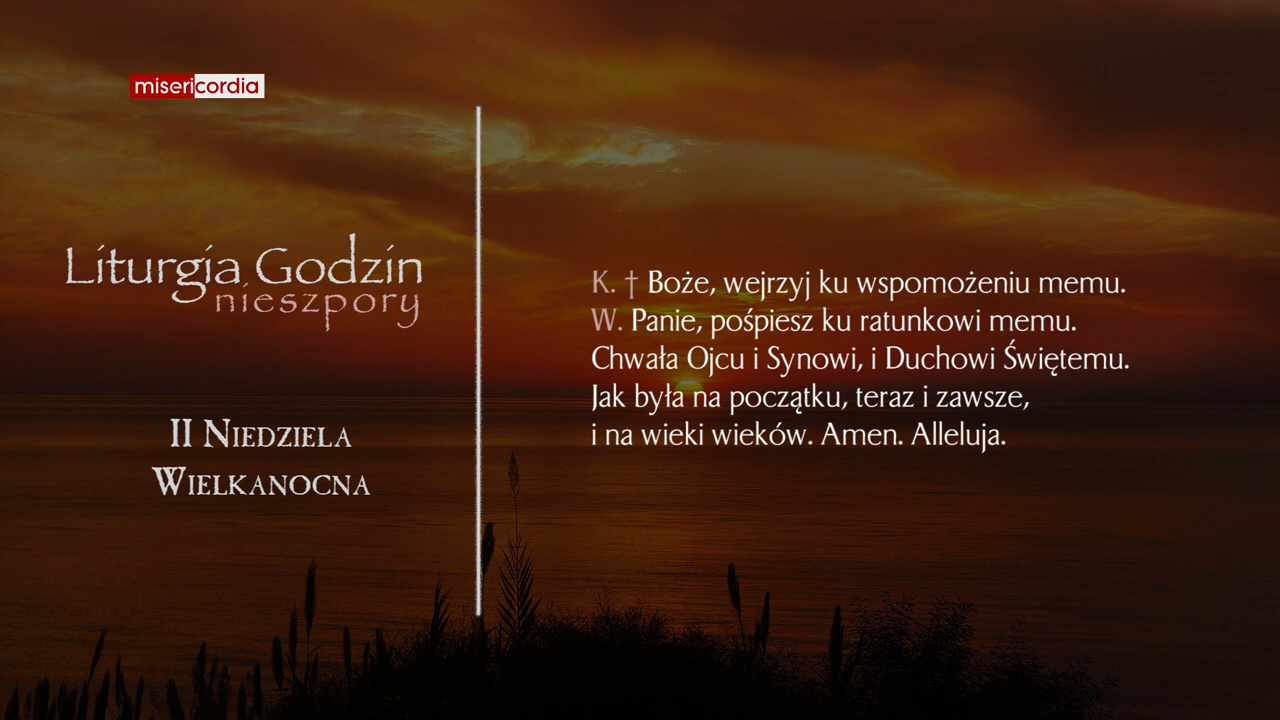 misericordia
Liturgia Godzin
nieszpory
II Niedziela
Wielkanocna
K. † Boże, wejrzyj ku wspomożeniu memu.
W. Panie, pośpiesz ku ratunkowi memu.
Chwała Ojcu i Synowi, i Duchowi Świętemu.
Jak była na początku, teraz i zawsze,
i na wieki wieków. Amen. Alleluja.